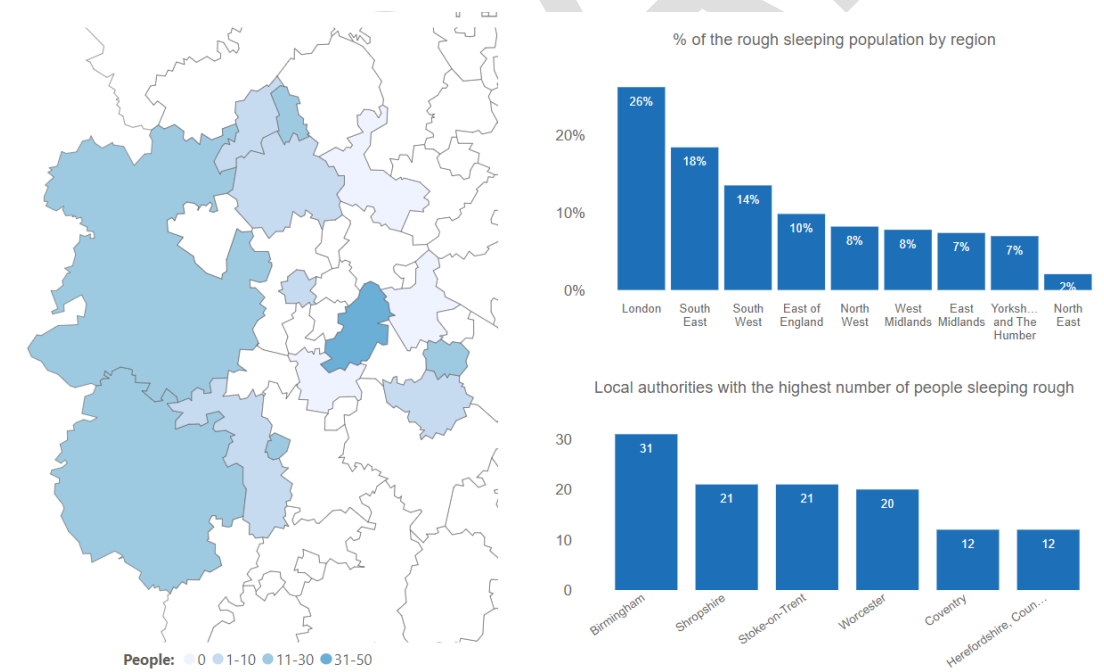 % of the rough sleeping population by region
20%
10%
0%
26%
18%
14%
10%
8%
8%
7%
7%
2%
London
South
East
South
West
East of
England
North
West
West
Midlands
East
Midlands
Yorksh...
and The
Humber
North
East
Local authorities with the highest number of people sleeping rough
30
20
10
0
31
21
21
20
12
12
Birmingham
Shropshire
Stoke-on-Trent
Worcester
Coventry
Herefordshire, Coun...
People: 0 1-10 11-30 31-50